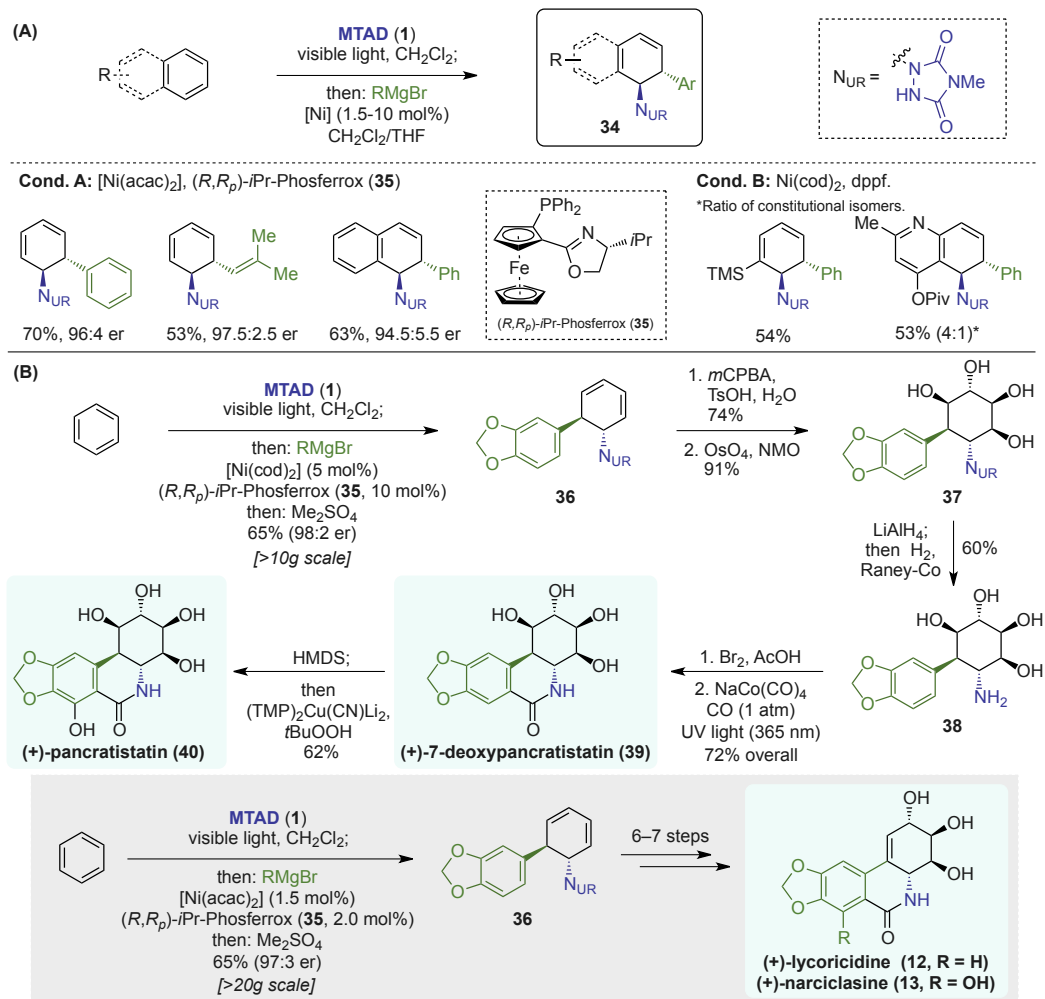 (A)
MTAD (1)
visible light, CH2Cl2;
then: RMgBr
[Ni] (1.5-10 mol%)
CH2Cl2/THF
R
R
Ar
NUR
34
NUR =
N
HN
O
N
Me
O
Cond. A: [Ni(acac)2], (R,Rp)-iPr-Phosferrox (35)
NUR
70%, 96:4 er
Me
Me
NUR
53%, 97.5:2.5 er
Ph
NUR
63%, 94.5:5.5 er
PPh2
N
iPr
Fe
O
(R,Rp)-iPr-Phosferrox (35)
Cond. B: Ni(cod)2, dppf.
*Ratio of constitutional isomers.
TMS
Ph
NUR
54%
Me
N
Ph
OPiv
NUR
53% (4:1)*
(B)
MTAD (1)
visible light, CH2Cl2;
then: RMgBr
[Ni(cod)2] (5 mol%)
(R,Rp)-iPr-Phosferrox (35, 10 mol%)
then: Me2SO4
65% (98:2 er)
[>10g scale]
O
O
NUR
36
1. mCPBA,
TsOH, H2O
74%
2. OsO4, NMO
91%
OH
HO
OH
OH
O
O
NUR
37
LiAlH4;
then H2,
Raney-Co
60%
OH
HO
OH
OH
O
O
NH2
38
1. Br2, AcOH
2. NaCo(CO)4
CO (1 atm)
UV light (365 nm)
72% overall
OH
HO
OH
OH
O
O
NH
O
(+)-7-deoxypancratistatin (39)
HMDS;
then
(TMP)2Cu(CN)Li2,
tBuOOH
62%
OH
HO
OH
OH
O
O
NH
OH
O
(+)-pancratistatin (40)
MTAD (1)
visible light, CH2Cl2;
then: RMgBr
[Ni(acac)2] (1.5 mol%)
(R,Rp)-iPr-Phosferrox (35, 2.0 mol%)
then: Me2SO4
65% (97:3 er)
[>20g scale]
O
O
NUR
36
6–7 steps
OH
OH
OH
O
O
NH
R
O
(+)-lycoricidine (12, R = H)
(+)-narciclasine (13, R = OH)